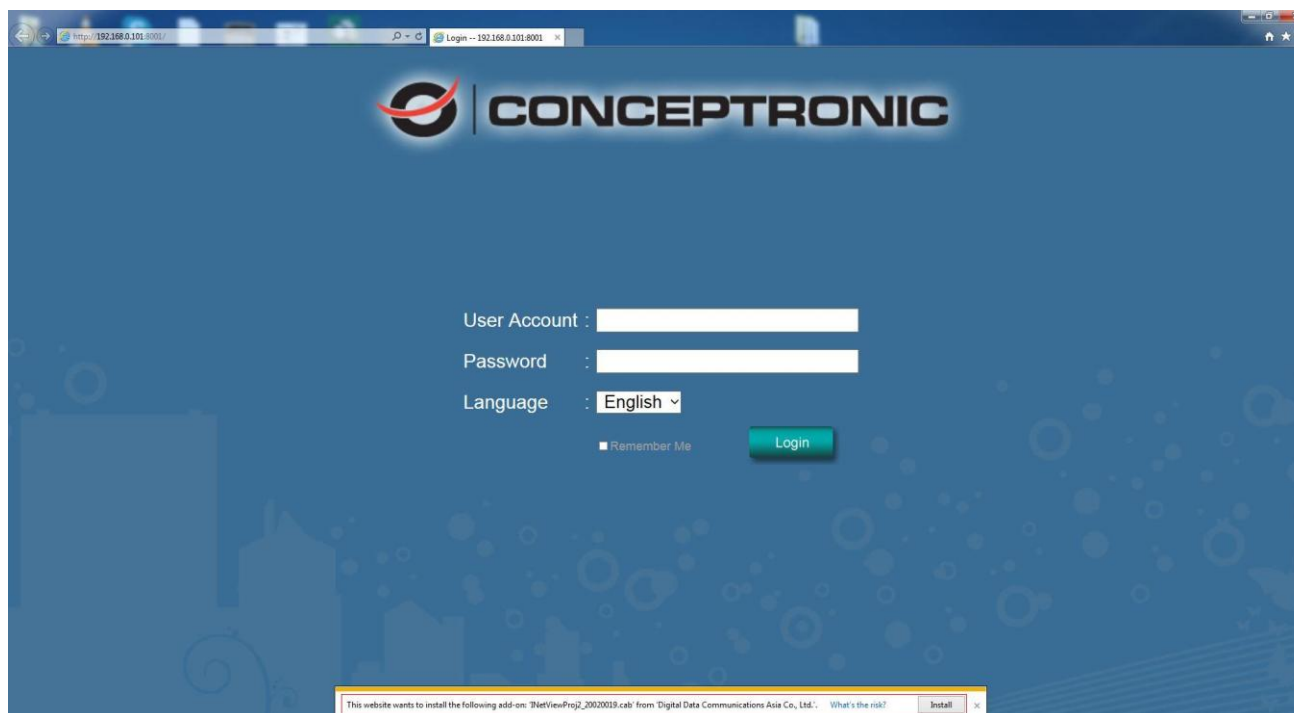 http://192.168.0.101:8001/
Login -- 192.168.0.101:8001
CONCEPTRONIC
User Account :
Password :
Language : English
Remember Me
Login
This website wants to install the following add-on: 'INetViewProj2_20020019.cab' from 'Digital Data Communications Asia Co., Ltd.'. What's the risk? Install